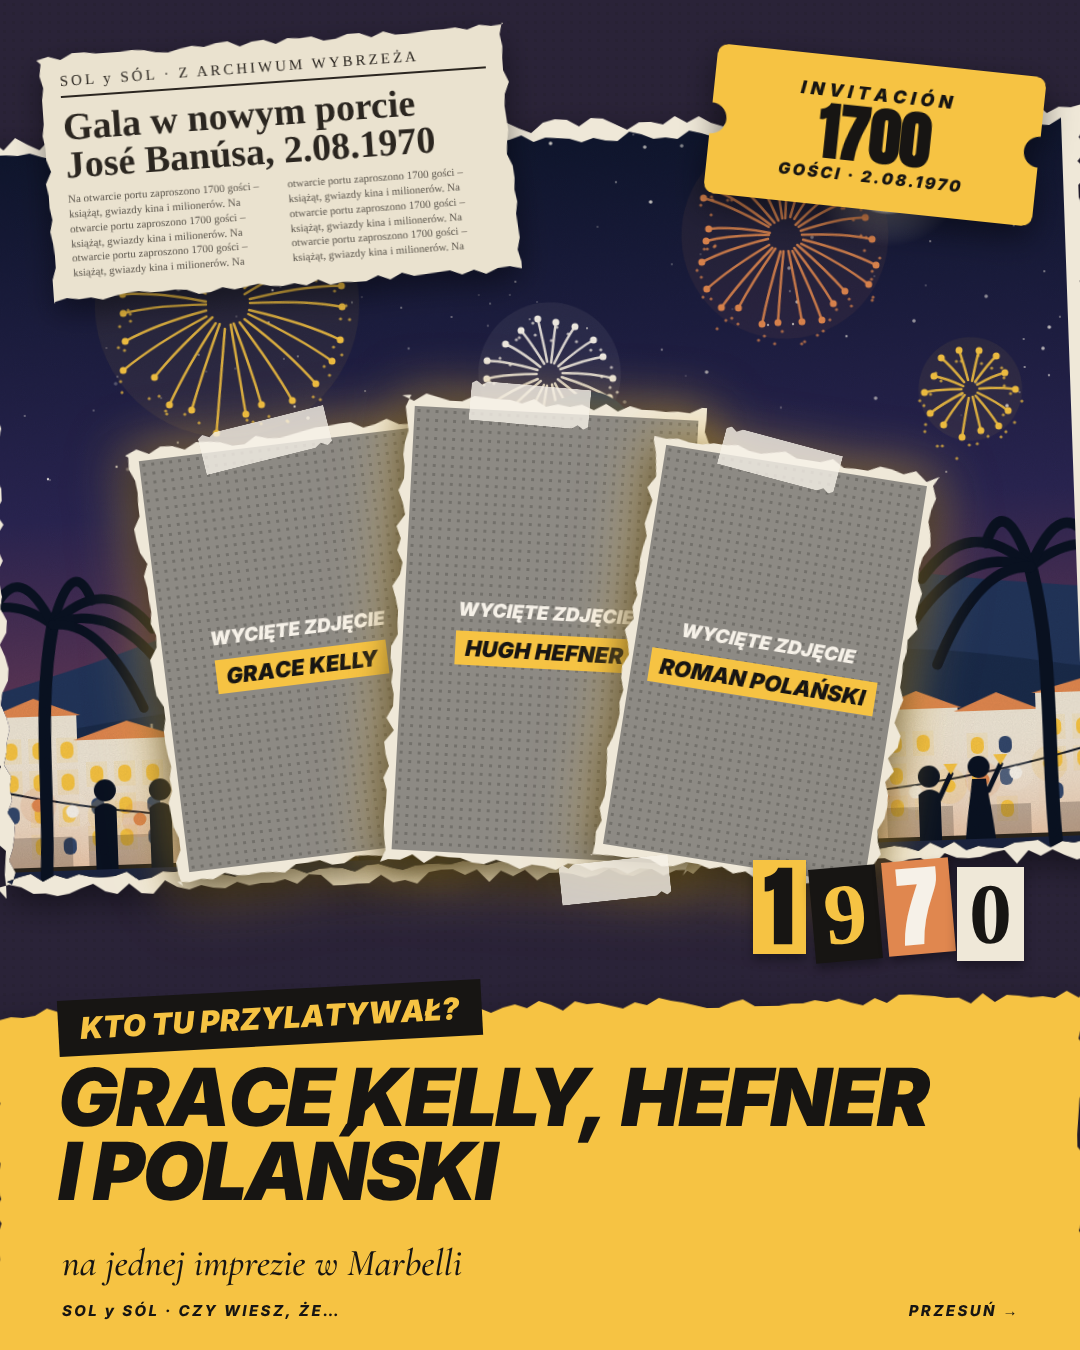 SOL y SÓL · Z ARCHIWUM WYBRZEŻA
Gala w nowym porcie
José Banúsa, 2.08.1970
Na otwarcie portu zaproszono 1700 gości –
książąt, gwiazdy kina i milionerów. Na
otwarcie portu zaproszono 1700 gości –
książąt, gwiazdy kina i milionerów. Na
otwarcie portu zaproszono 1700 gości –
książąt, gwiazdy kina i milionerów. Na
otwarcie portu zaproszono 1700 gości –
książąt, gwiazdy kina i milionerów. Na
otwarcie portu zaproszono 1700 gości –
książąt, gwiazdy kina i milionerów. Na
otwarcie portu zaproszono 1700 gości –
książąt, gwiazdy kina i milionerów. Na
INVITACIÓN
1700
GOŚCI · 2.08.1970
WYCIĘTE ZDJĘCIE
GRACE KELLY
WYCIĘTE ZDJĘCIE
HUGH HEFNER
WYCIĘTE ZDJĘCIE
ROMAN POLAŃSKI
1970
KTO TU PRZYLATYWAŁ?
GRACE KELLY, HEFNER
I POLAŃSKI
na jednej imprezie w Marbelli
SOL y SÓL · CZY WIESZ, ŻE...
PRZESUŃ →